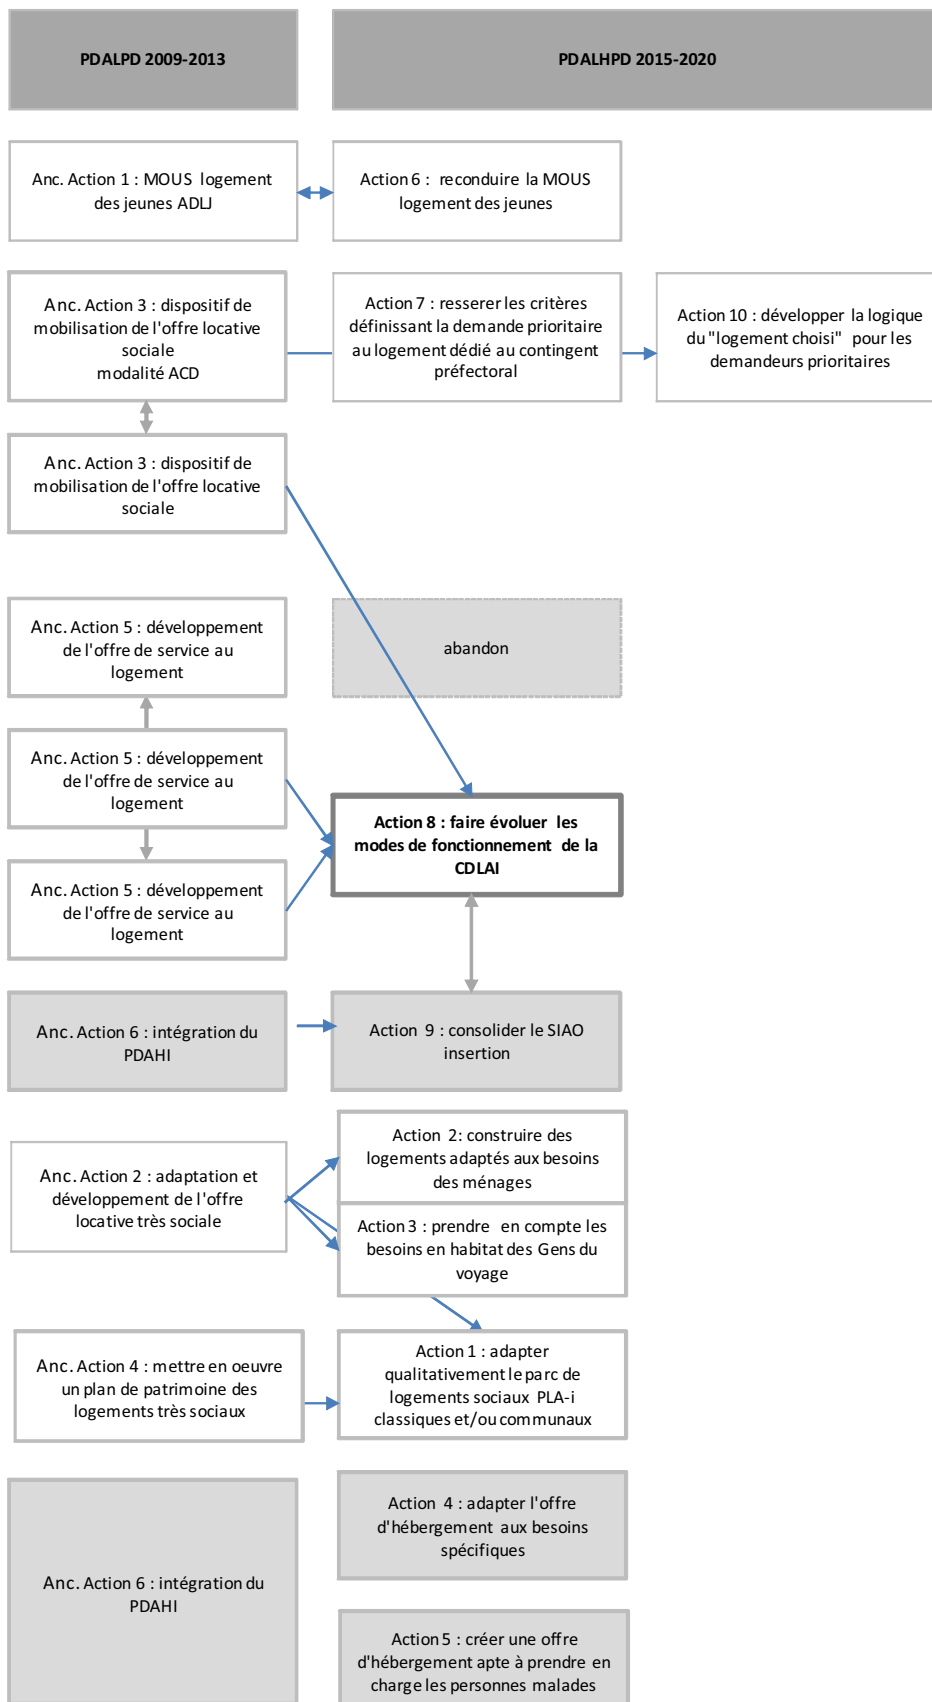 PDALPD 2009-2013
PDALHPD 2015-2020
Anc. Action 1 : MOUS logement
des jeunes ADLJ
Action 6 : reconduire la MOUS
logement des jeunes
Anc. Action 3 : dispositif de
mobilisation de l'offre locative
sociale
modalité ACD
Action 7 : resserer les critères
définissant la demande prioritaire
au logement dédié au contingent
préfectoral
Action 10 : développer la logique
du "logement choisi" pour les
demandeurs prioritaires
Anc. Action 3 : dispositif de
mobilisation de l'offre locative
sociale
Anc. Action 5 : développement
de l'offre de service au
logement
abandon
Anc. Action 5 : développement
de l'offre de service au
logement
Action 8 : faire évoluer les
modes de fonctionnement de la
CDLAI
Anc. Action 5 : développement
de l'offre de service au
logement
Anc. Action 6 : intégration du
PDAHI
Action 9 : consolider le SIAO
insertion
Anc. Action 2 : adaptation et
développement de l'offre
locative très sociale
Action 2: construire des
logements adaptés aux besoins
des ménages
Action 3 : prendre en compte les
besoins en habitat des Gens du
voyage
Anc. Action 4 : mettre en oeuvre
un plan de patrimoine des
logements très sociaux
Action 1 : adapter
qualitativement le parc de
logements sociaux PLA-i
classiques et/ou communaux
Anc. Action 6 : intégration du
PDAHI
Action 4 : adapter l'offre
d'hébergement aux besoins
spécifiques
Action 5 : créer une offre
d'hébergement apte à prendre en
charge les personnes malades